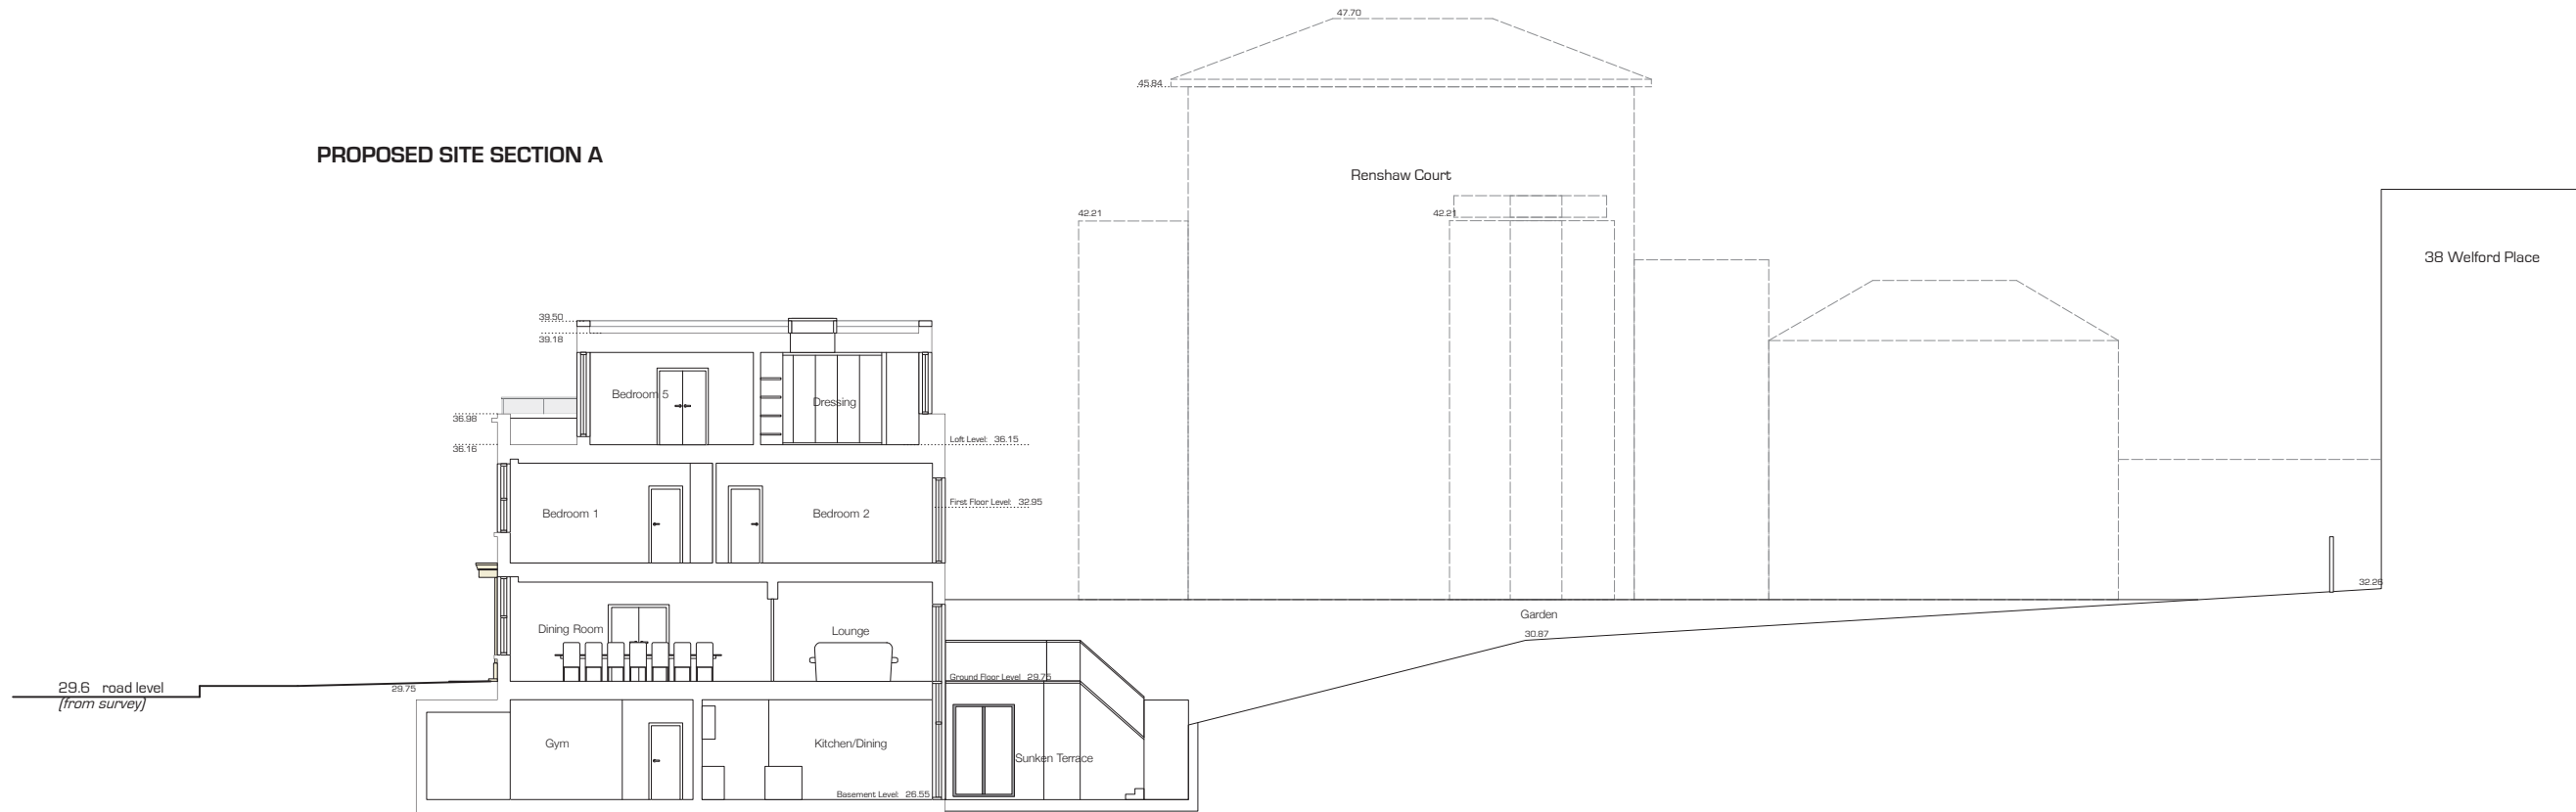 47.70
45.84
PROPOSED SITE SECTION A
Renshaw Court
42.21
42.21
38 Welford Place
39.50
39.18
Bedroom 5
Dressing
36.98
36.16
Loft Level: 36.15
First Floor Level: 32.95
Bedroom 1
Bedroom 2
32.26
Garden
30.87
Dining Room
Lounge
Ground Floor Level 29.75
29.6 road level
(from survey)
29.75
Gym
Kitchen/Dining
Sunken Terrace
Basement Level: 26.55